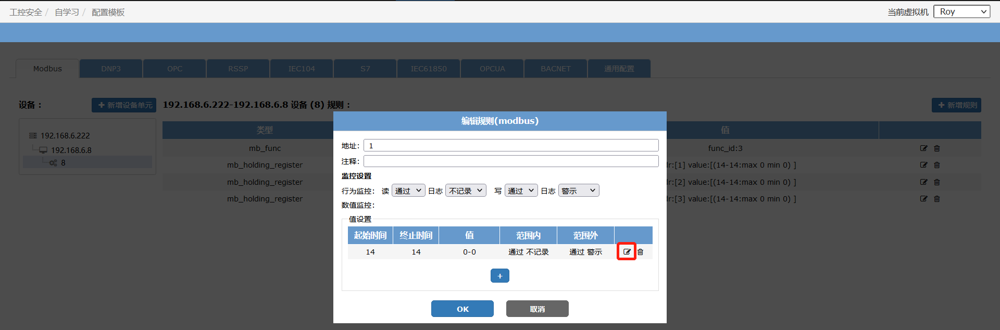 工控安全 / 自学习 / 配置模板
当前虚拟机 Roy
Modbus DNP3 OPC RSSP IEC104 S7 IEC61850 OPCUA BACNET 通用配置
设备： + 新增设备单元 192.168.6.222-192.168.6.8 设备 (8) 规则： + 新增规则
192.168.6.222
192.168.6.8
8
类型 值
mb_func func_id:3
mb_holding_register r:[1] value:[(14-14:max 0 min 0) ]
mb_holding_register r:[2] value:[(14-14:max 0 min 0) ]
mb_holding_register r:[3] value:[(14-14:max 0 min 0) ]
编辑规则(modbus)
地址: 1
注释:
监控设置
行为监控: 读 通过 日志 不记录 写 通过 日志 警示
数值监控:
值设置
起始时间 终止时间 值 范围内 范围外
14 14 0-0 通过 不记录 通过 警示
+
OK 取消